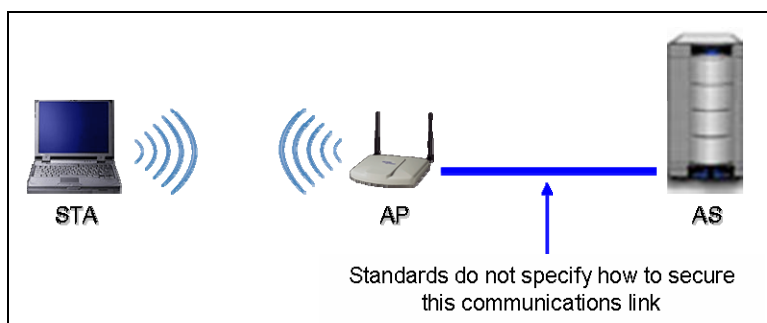 STA
AP
AS
Standards do not specify how to secure
this communications link